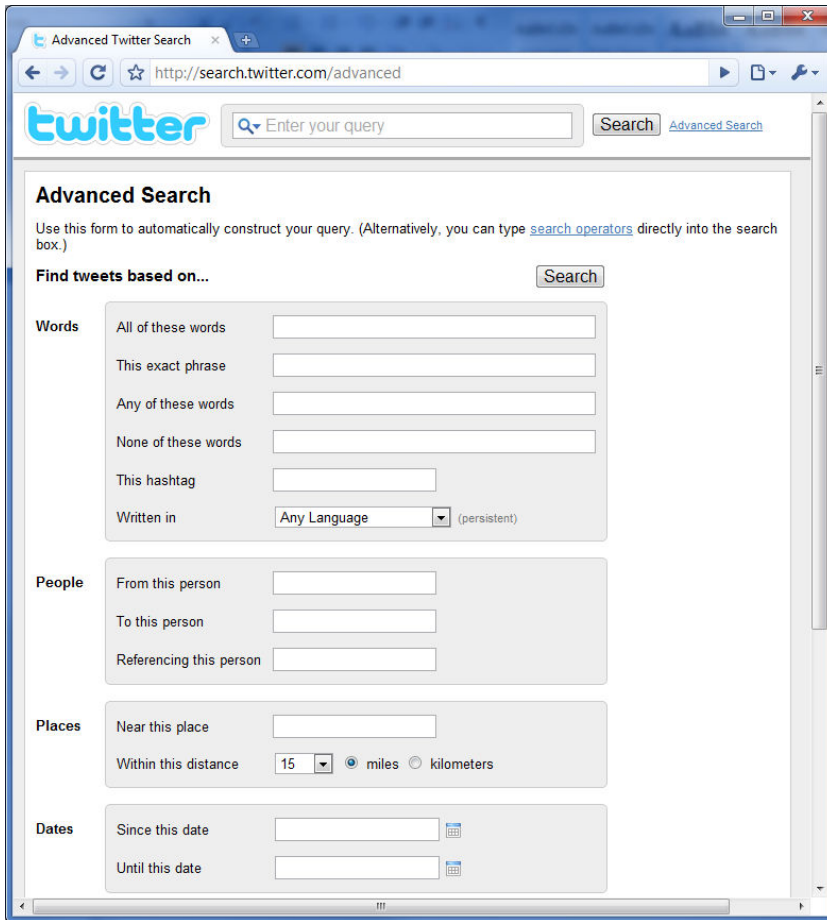 Advanced Twitter Search
http://search.twitter.com/advanced
twitter
Enter your query
Search
Advanced Search
Advanced Search
Use this form to automatically construct your query. (Alternatively, you can type search operators directly into the search
box.)
Find tweets based on...
Search
Words
All of these words
This exact phrase
Any of these words
None of these words
This hashtag
Written in
Any Language
(persistent)
People
From this person
To this person
Referencing this person
Places
Near this place
Within this distance
15
miles
kilometers
Dates
Since this date
Until this date